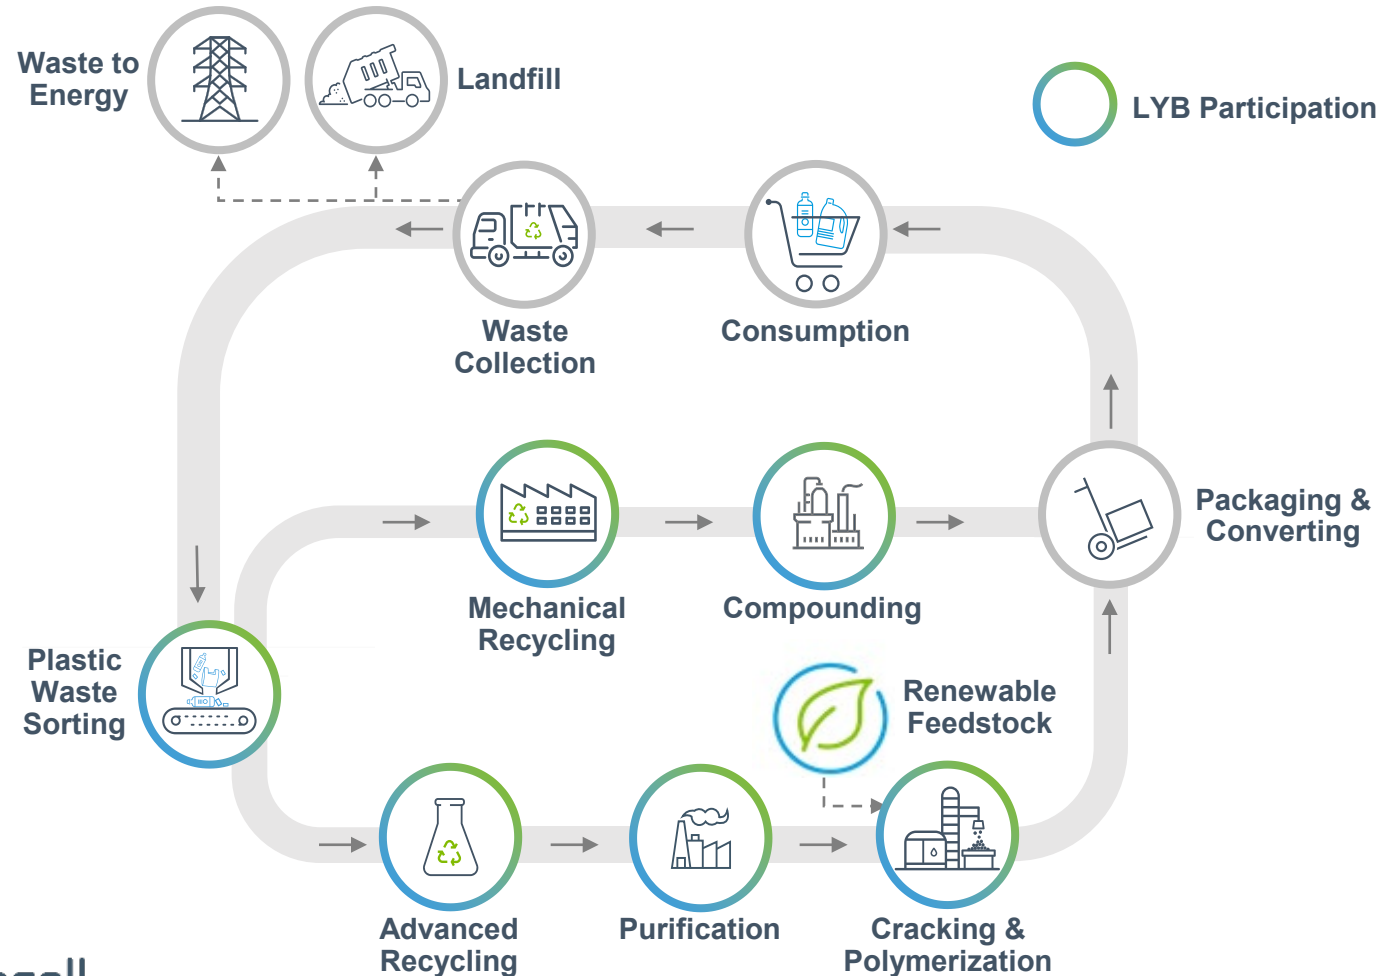 Waste to
Energy
Landfill
LYB Participation
Waste
Collection
Consumption
Packaging &
Converting
Mechanical
Recycling
Compounding
Plastic
Waste
Sorting
Renewable
Feedstock
Advanced
Recycling
Purification
Cracking &
Polymerization